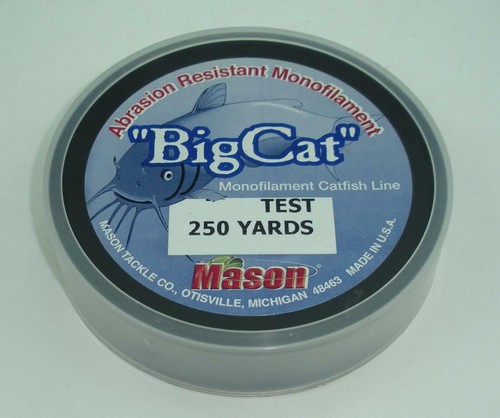 Abrasion Resistant Monofilament
"BigCat"
Monofilament Catfish Line
TEST
250 YARDS
Mason®
MASON TACKLE CO., OTISVILLE, MICHIGAN 48463 MADE IN U.S.A.